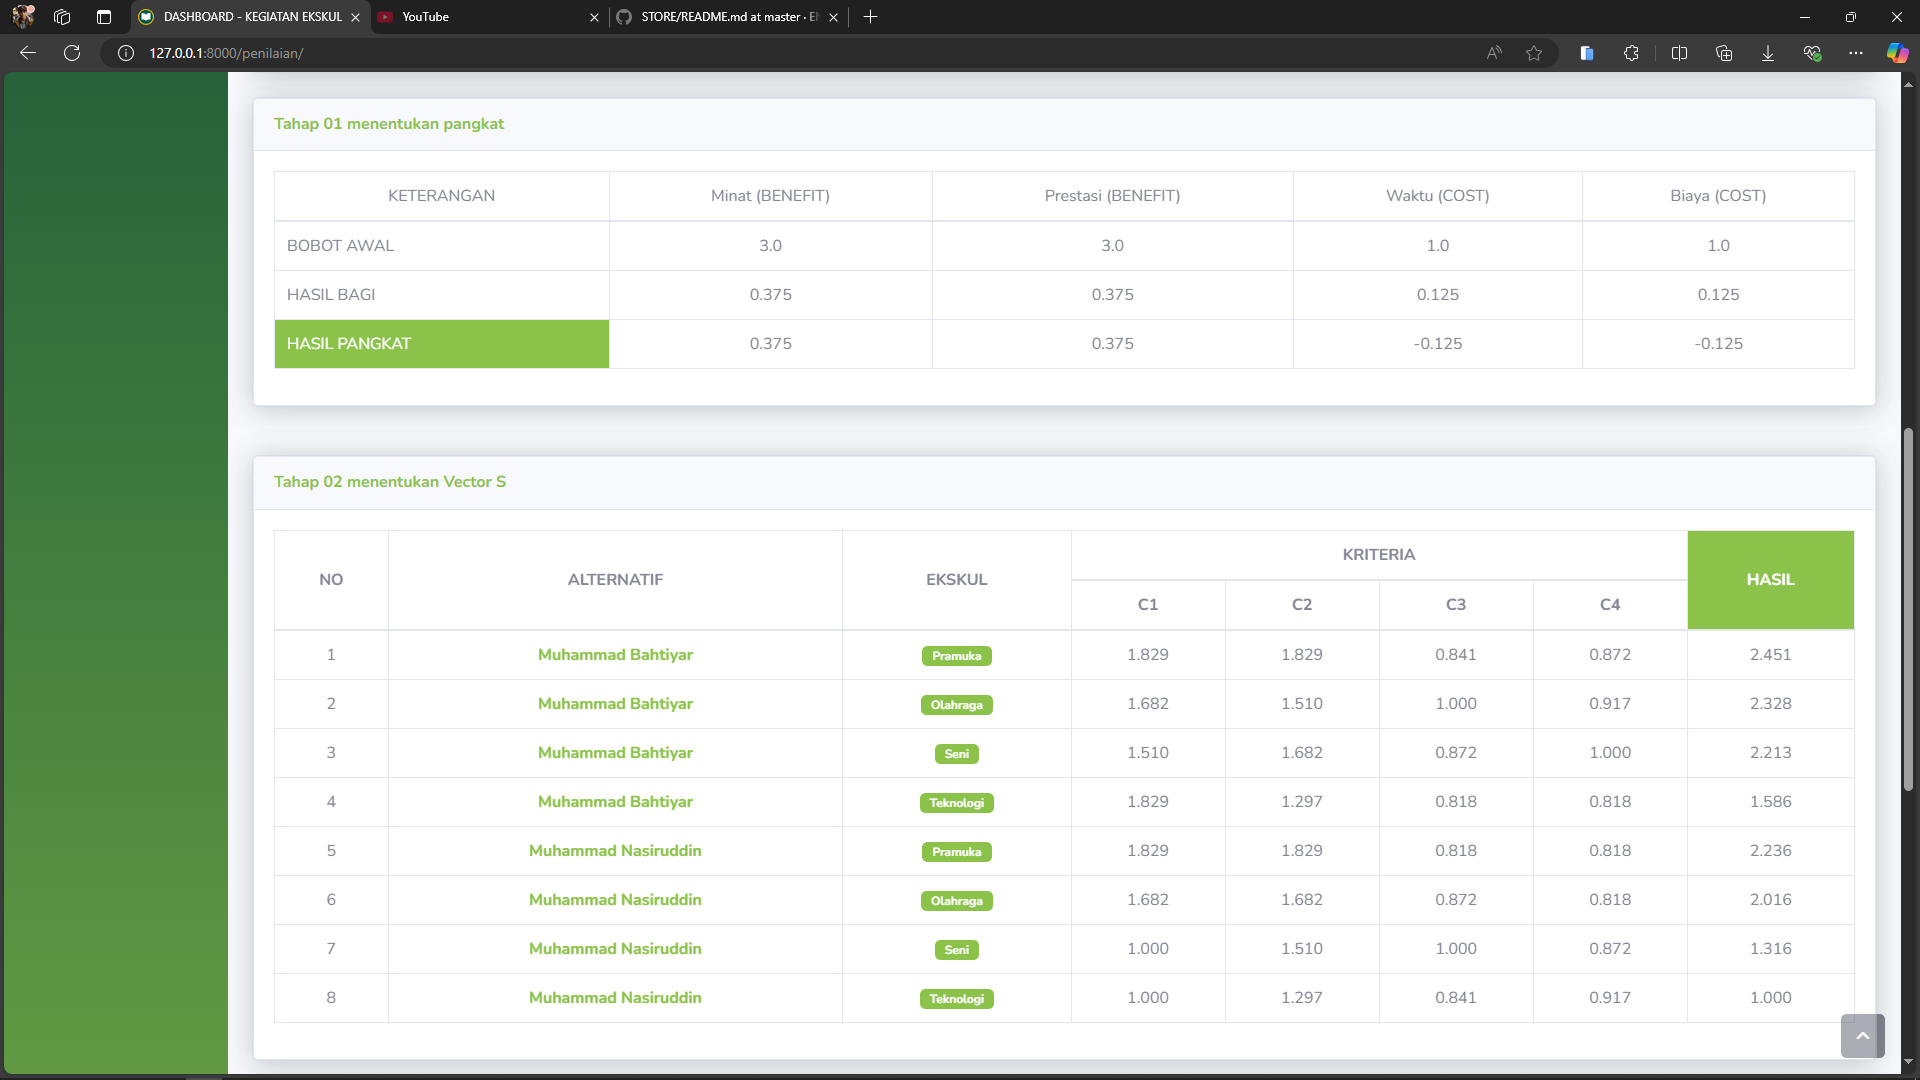 DASHBOARD - KEGIATAN EKSKUL
YouTube
STORE/README.md at master
127.0.0.1:8000/penilaian/
Tahap 01 menentukan pangkat
KETERANGAN Minat (BENEFIT) Prestasi (BENEFIT) Waktu (COST) Biaya (COST)
BOBOT AWAL 3.0 3.0 1.0 1.0
HASIL BAGI 0.375 0.375 0.125 0.125
HASIL PANGKAT 0.375 0.375 -0.125 -0.125
Tahap 02 menentukan Vector S
NO ALTERNATIF EKSKUL KRITERIA HASIL
C1 C2 C3 C4
1 Muhammad Bahtiyar Pramuka 1.829 1.829 0.841 0.872 2.451
2 Muhammad Bahtiyar Olahraga 1.682 1.510 1.000 0.917 2.328
3 Muhammad Bahtiyar Seni 1.510 1.682 0.872 1.000 2.213
4 Muhammad Bahtiyar Teknologi 1.829 1.297 0.818 0.818 1.586
5 Muhammad Nasiruddin Pramuka 1.829 1.829 0.818 0.818 2.236
6 Muhammad Nasiruddin Olahraga 1.682 1.682 0.872 0.818 2.016
7 Muhammad Nasiruddin Seni 1.000 1.510 1.000 0.872 1.316
8 Muhammad Nasiruddin Teknologi 1.000 1.297 0.841 0.917 1.000